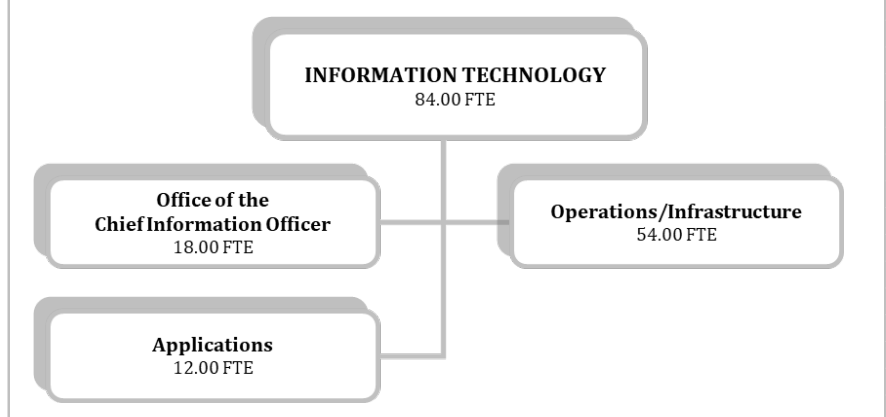 INFORMATION TECHNOLOGY
84.00 FTE
Office of the
Chief Information Officer
18.00 FTE
Operations/Infrastructure
54.00 FTE
Applications
12.00 FTE